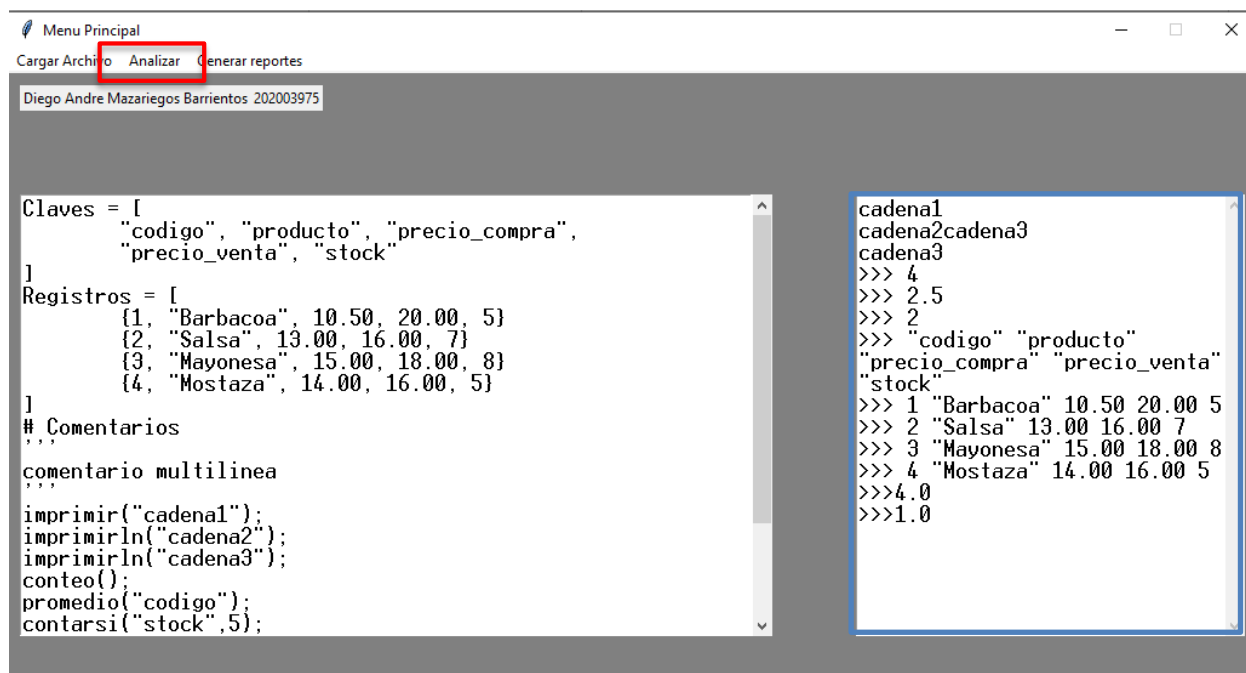 Menu Principal
Cargar Archivo Analizar Generar reportes
Diego Andre Mazariegos Barrientos 202003975
Claves = [
"codigo", "producto", "precio_compra",
"precio_venta", "stock"
]
Registros = [
{1, "Barbacoa", 10.50, 20.00, 5}
{2, "Salsa", 13.00, 16.00, 7}
{3, "Mayonesa", 15.00, 18.00, 8}
{4, "Mostaza", 14.00, 16.00, 5}
]
# Comentarios
'''
comentario multilinea
'''
imprimir("cadena1");
imprimirln("cadena2");
imprimirln("cadena3");
conteo();
promedio("codigo");
contarsi("stock",5);
cadena1
cadena2cadena3
cadena3
>>> 4
>>> 2.5
>>> 2
>>> "codigo" "producto"
"precio_compra" "precio_venta"
"stock"
>>> 1 "Barbacoa" 10.50 20.00 5
>>> 2 "Salsa" 13.00 16.00 7
>>> 3 "Mayonesa" 15.00 18.00 8
>>> 4 "Mostaza" 14.00 16.00 5
>>>4.0
>>>1.0